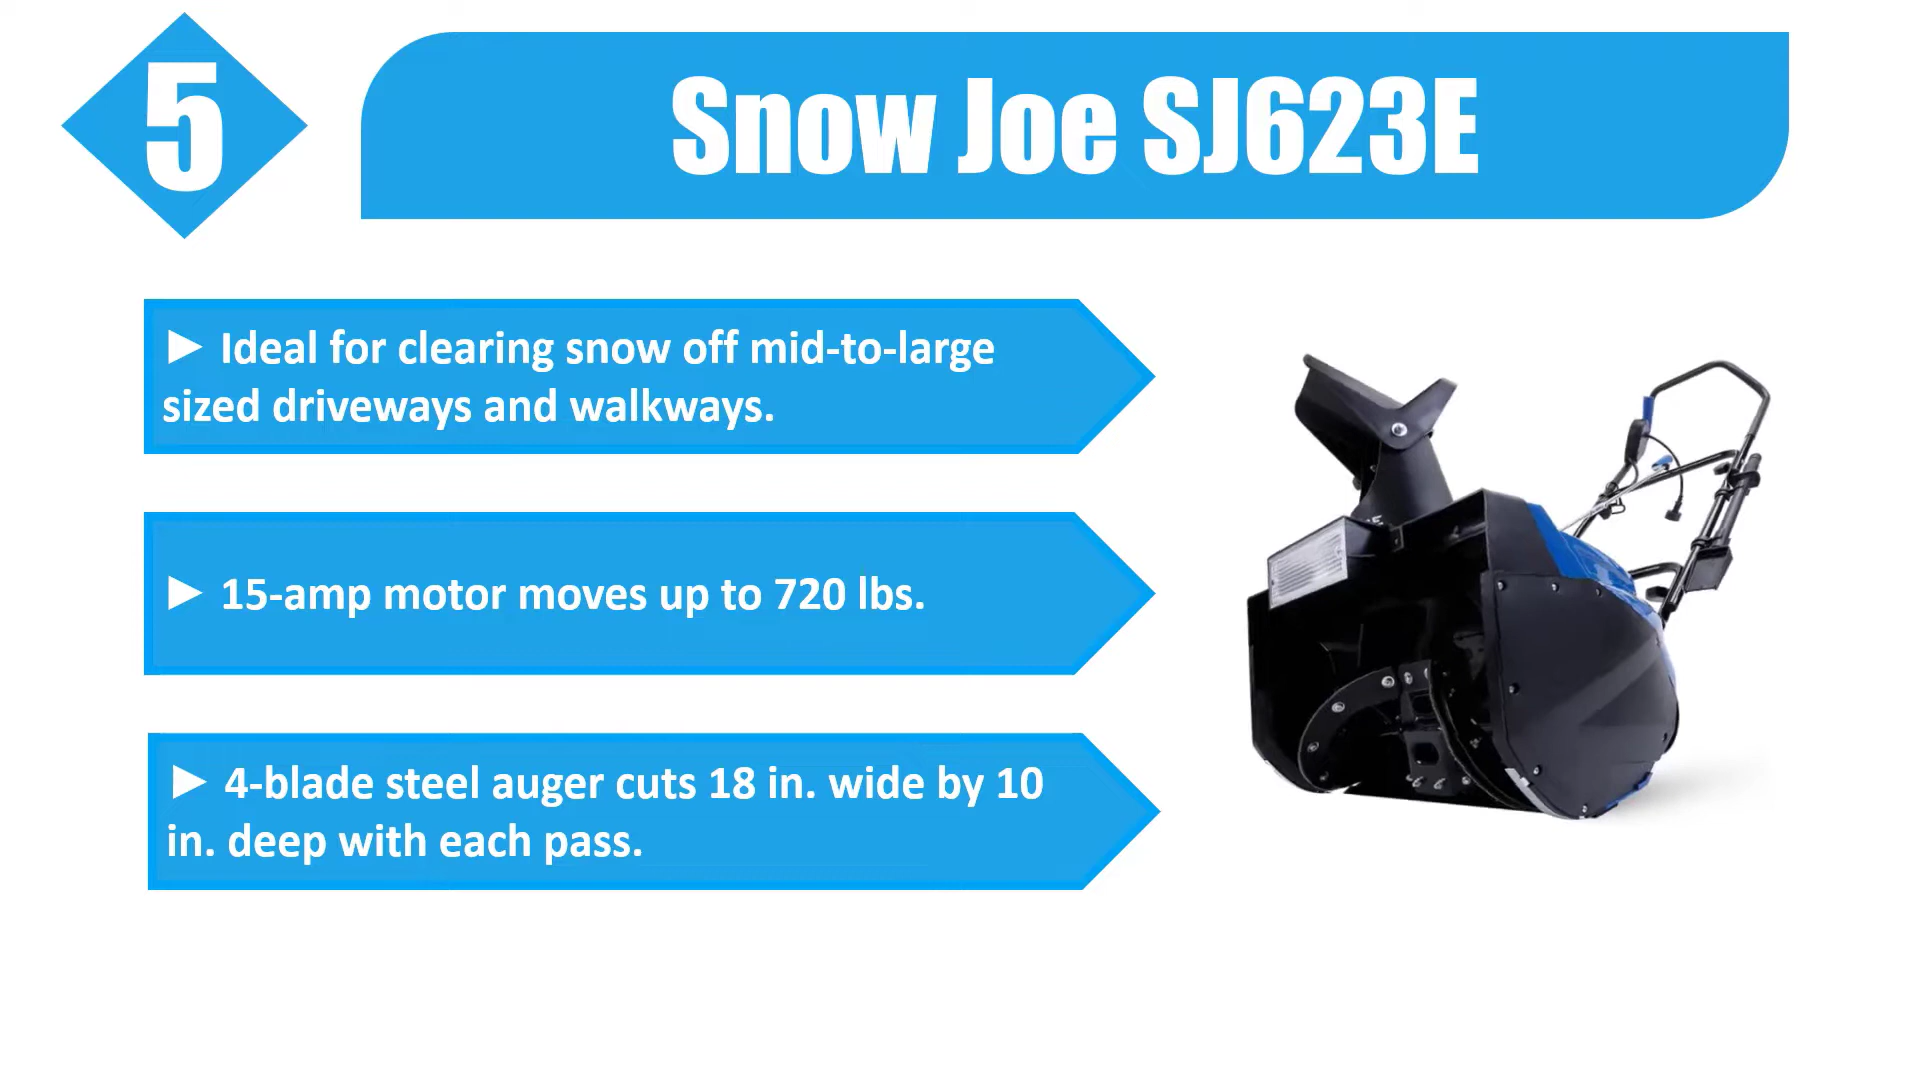 5
Snow Joe SJ623E
► Ideal for clearing snow off mid-to-large
sized driveways and walkways.
► 15-amp motor moves up to 720 lbs.
► 4-blade steel auger cuts 18 in. wide by 10
in. deep with each pass.